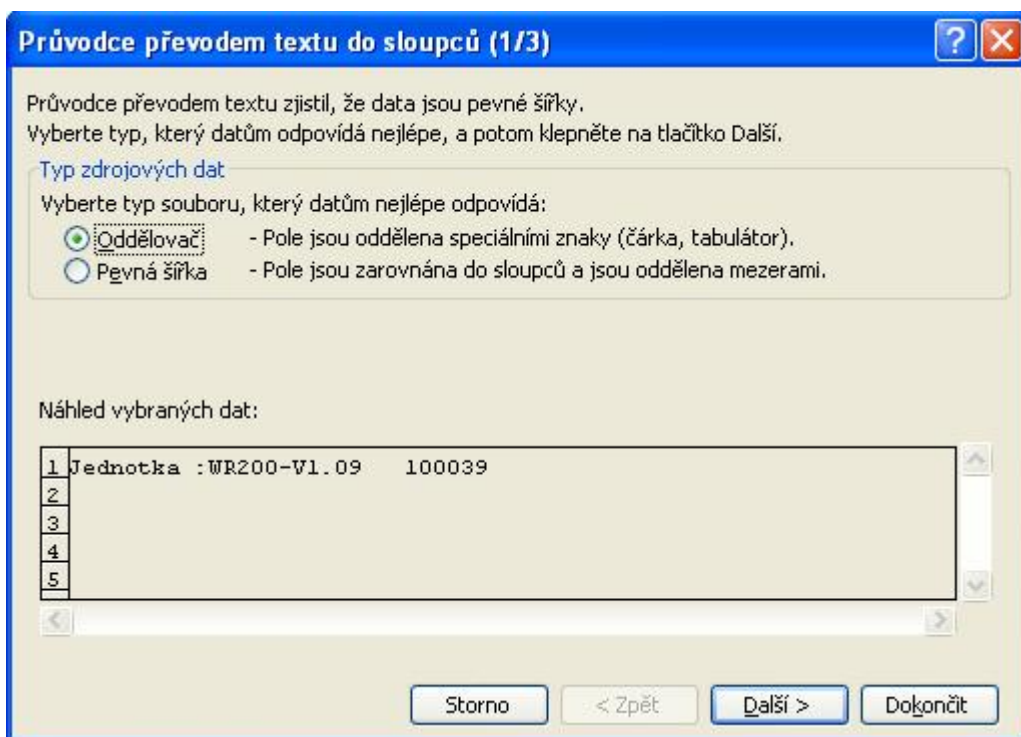 Průvodce převodem textu do sloupců (1/3)
Průvodce převodem textu zjistil, že data jsou pevné šířky.
Vyberte typ, který datům odpovídá nejlépe, a potom klepněte na tlačítko Další.
Typ zdrojových dat
Vyberte typ souboru, který datům nejlépe odpovídá:
Oddělovač - Pole jsou oddělena speciálními znaky (čárka, tabulátor).
Pevná šířka - Pole jsou zarovnána do sloupců a jsou oddělena mezerami.
Náhled vybraných dat:
1 Jednotka :WR200-V1.09 100039
2
3
4
5
Storno < Zpět Další > Dokončit